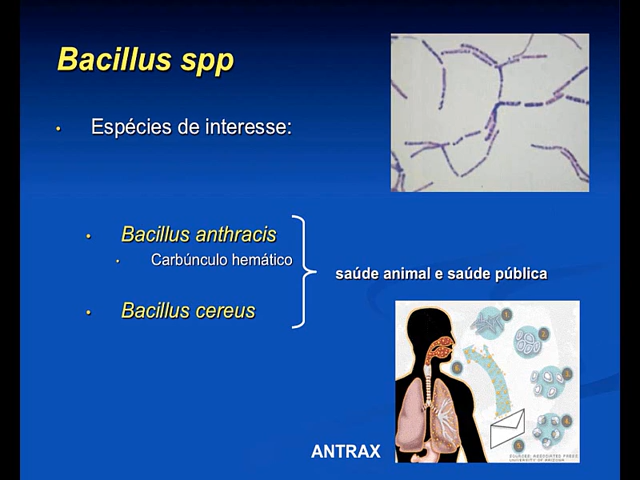 Bacillus spp
• Espécies de interesse:
• Bacillus anthracis
• Carbúnculo hemático
saúde animal e saúde pública
• Bacillus cereus
ANTRAX